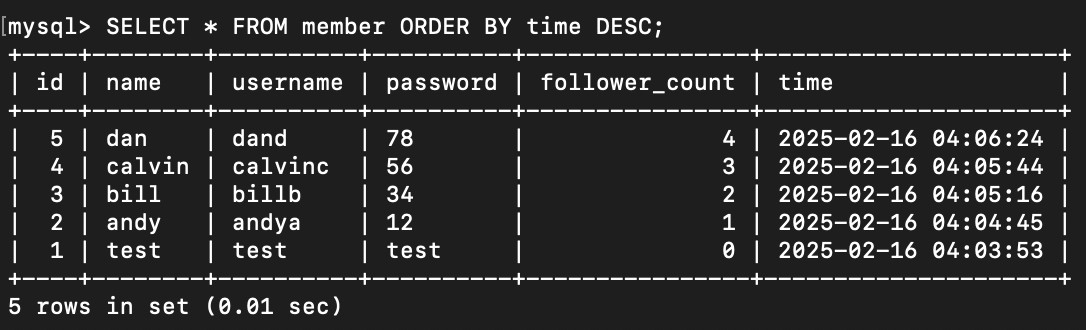 [mysql> SELECT * FROM member ORDER BY time DESC;
+----+--------+----------+----------+----------------+---------------------+
| id | name   | username | password | follower_count | time                |
+----+--------+----------+----------+----------------+---------------------+
|  5 | dan    | dand     | 78       |              4 | 2025-02-16 04:06:24 |
|  4 | calvin | calvinc  | 56       |              3 | 2025-02-16 04:05:44 |
|  3 | bill   | billb    | 34       |              2 | 2025-02-16 04:05:16 |
|  2 | andy   | andya    | 12       |              1 | 2025-02-16 04:04:45 |
|  1 | test   | test     | test     |              0 | 2025-02-16 04:03:53 |
+----+--------+----------+----------+----------------+---------------------+
5 rows in set (0.01 sec)